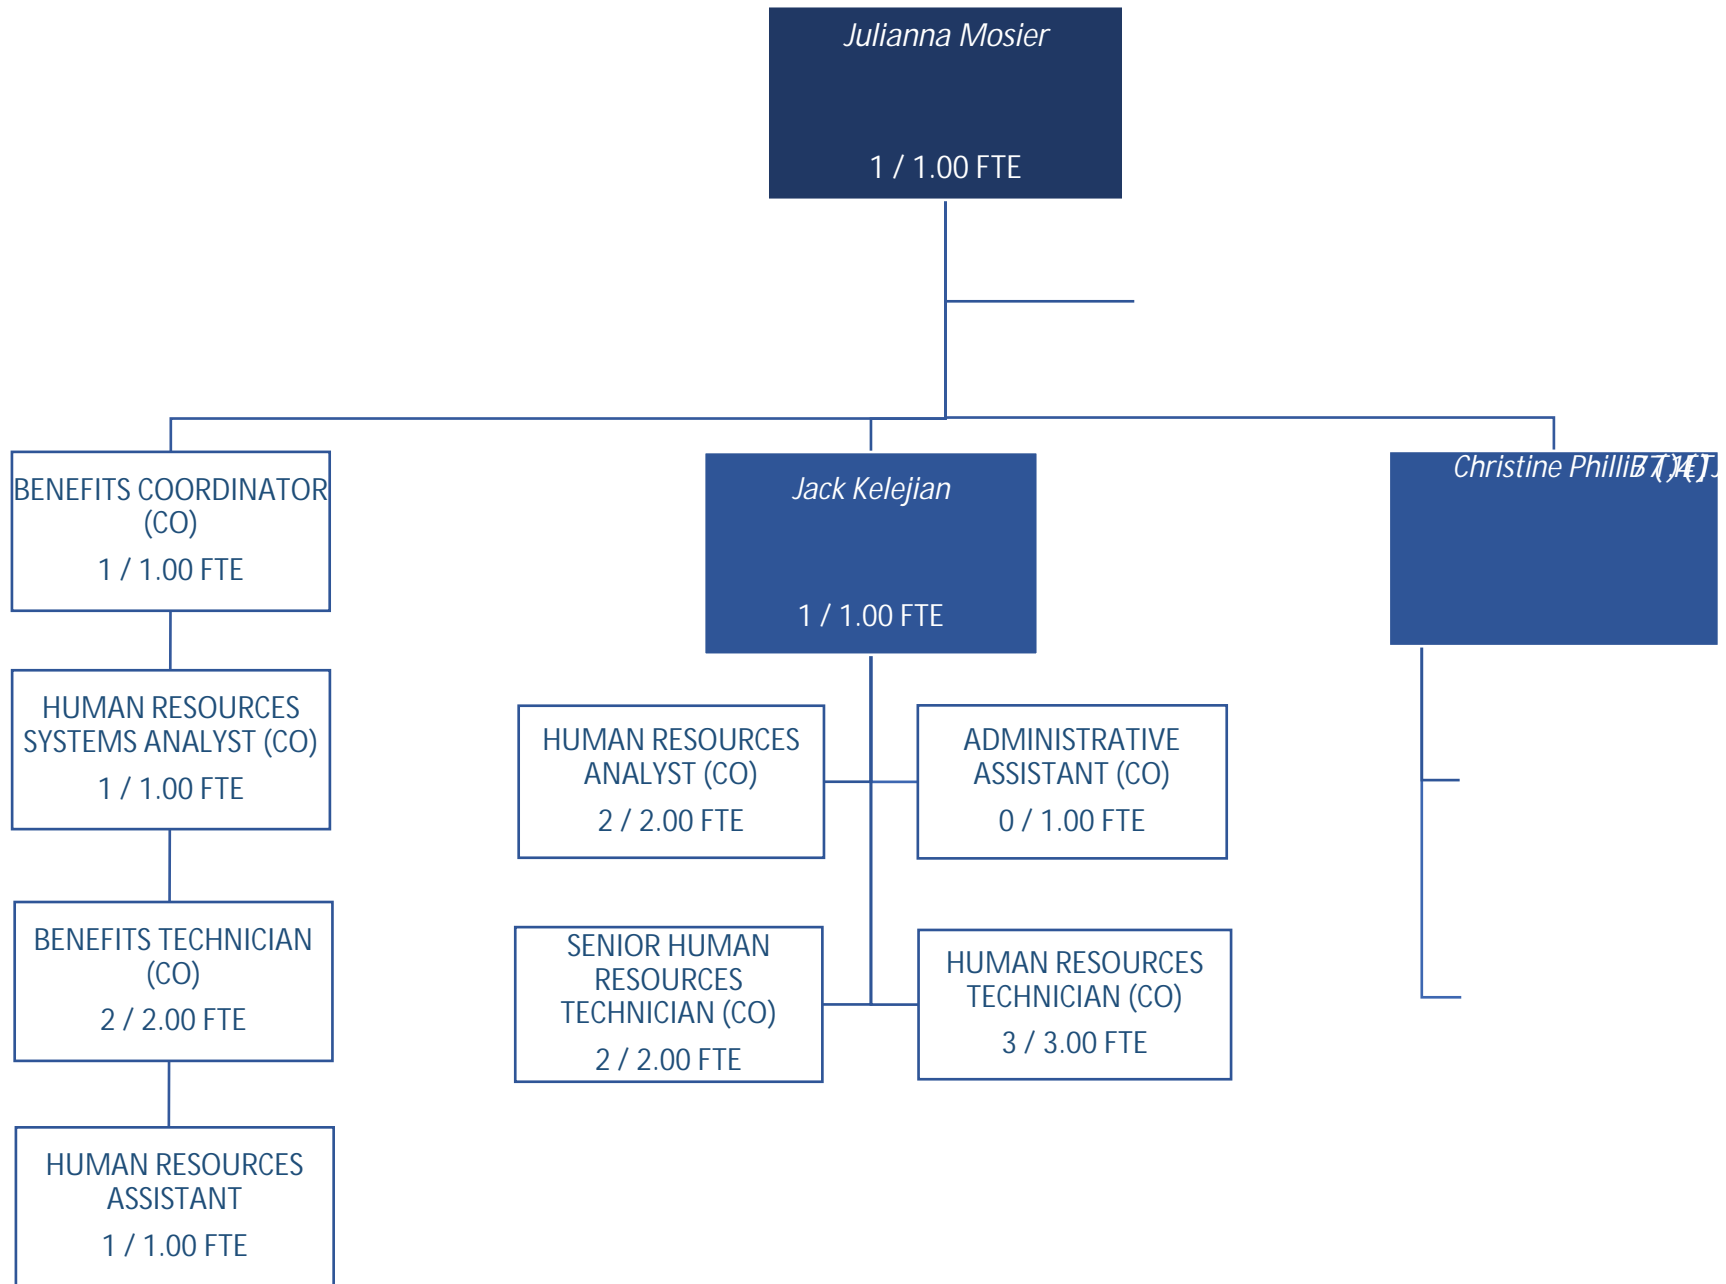 Julianna Mosier
1 / 1.00 FTE
BENEFITS COORDINATOR
(CO)
1 / 1.00 FTE
HUMAN RESOURCES
SYSTEMS ANALYST (CO)
1 / 1.00 FTE
BENEFITS TECHNICIAN
(CO)
2 / 2.00 FTE
HUMAN RESOURCES
ASSISTANT
1 / 1.00 FTE
Jack Kelejian
1 / 1.00 FTE
HUMAN RESOURCES
ANALYST (CO)
2 / 2.00 FTE
ADMINISTRATIVE
ASSISTANT (CO)
0 / 1.00 FTE
SENIOR HUMAN
RESOURCES
TECHNICIAN (CO)
2 / 2.00 FTE
HUMAN RESOURCES
TECHNICIAN (CO)
3 / 3.00 FTE
Christine